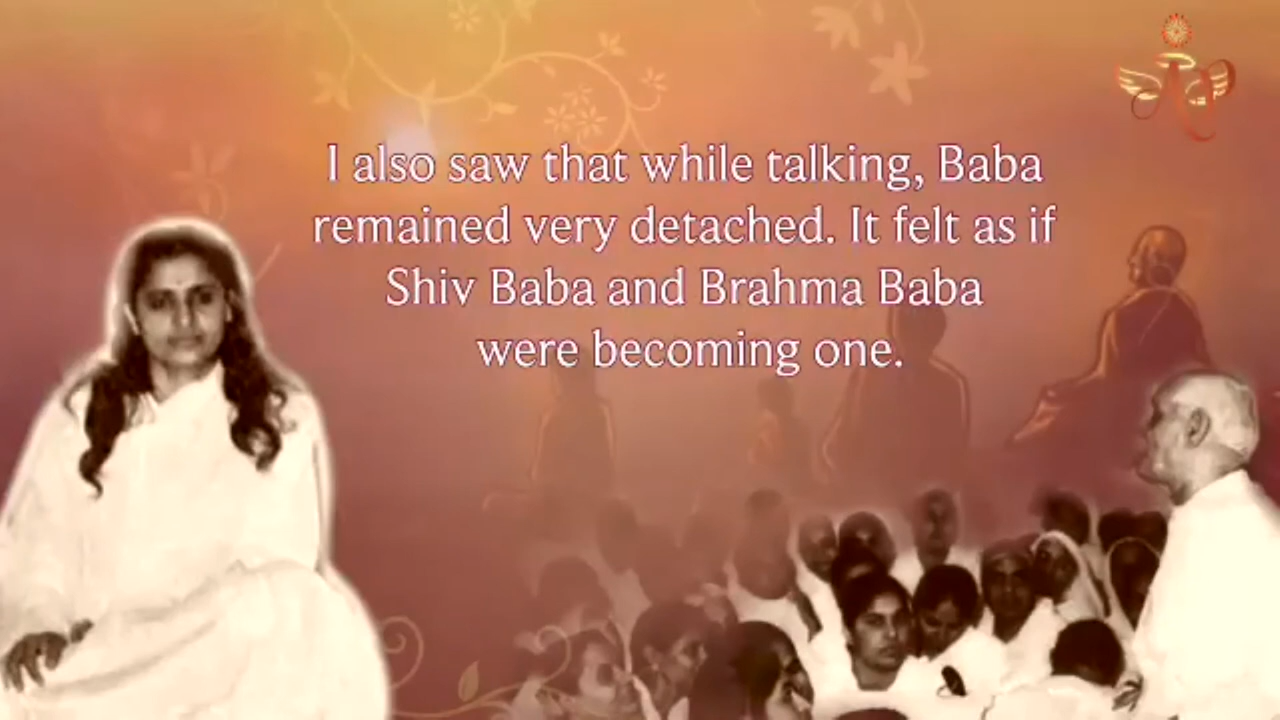 I also saw that while talking, Baba
remained very detached. It felt as if
Shiv Baba and Brahma Baba
were becoming one.